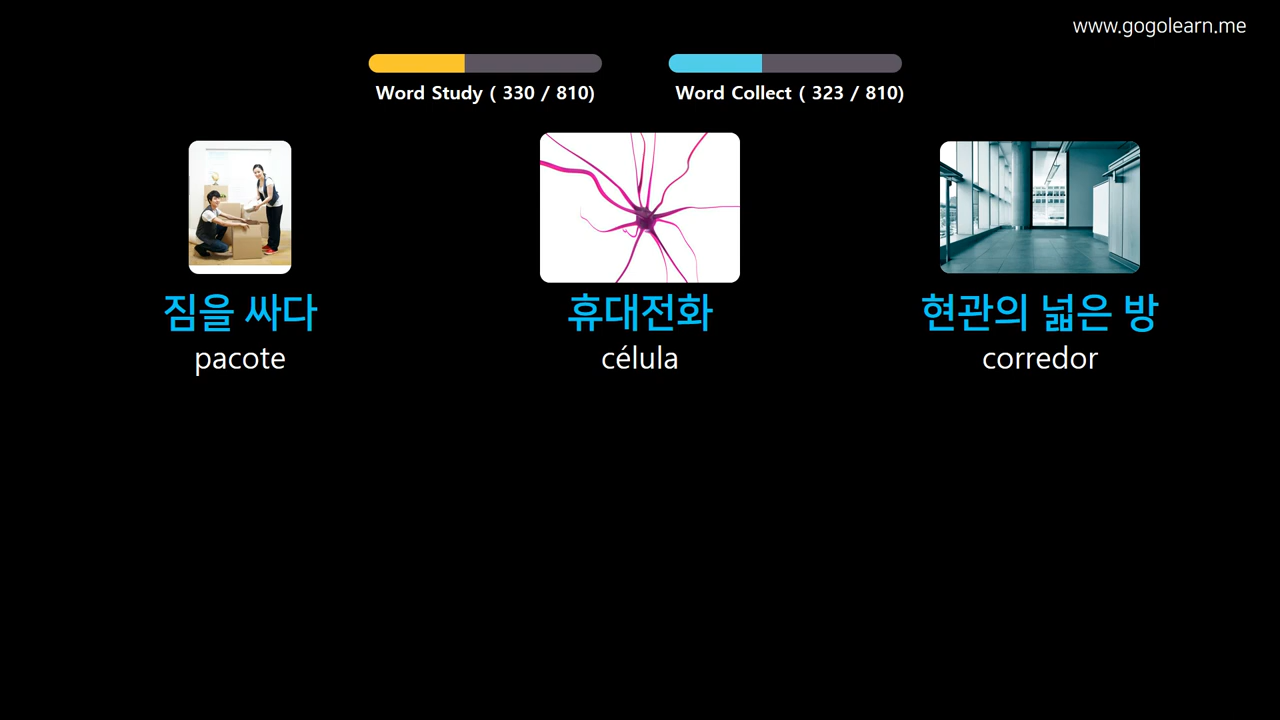 www.gogolearn.me
Word Study ( 330 / 810)
Word Collect ( 323 / 810)
짐을 싸다
pacote
휴대전화
célula
현관의 넓은 방
corredor